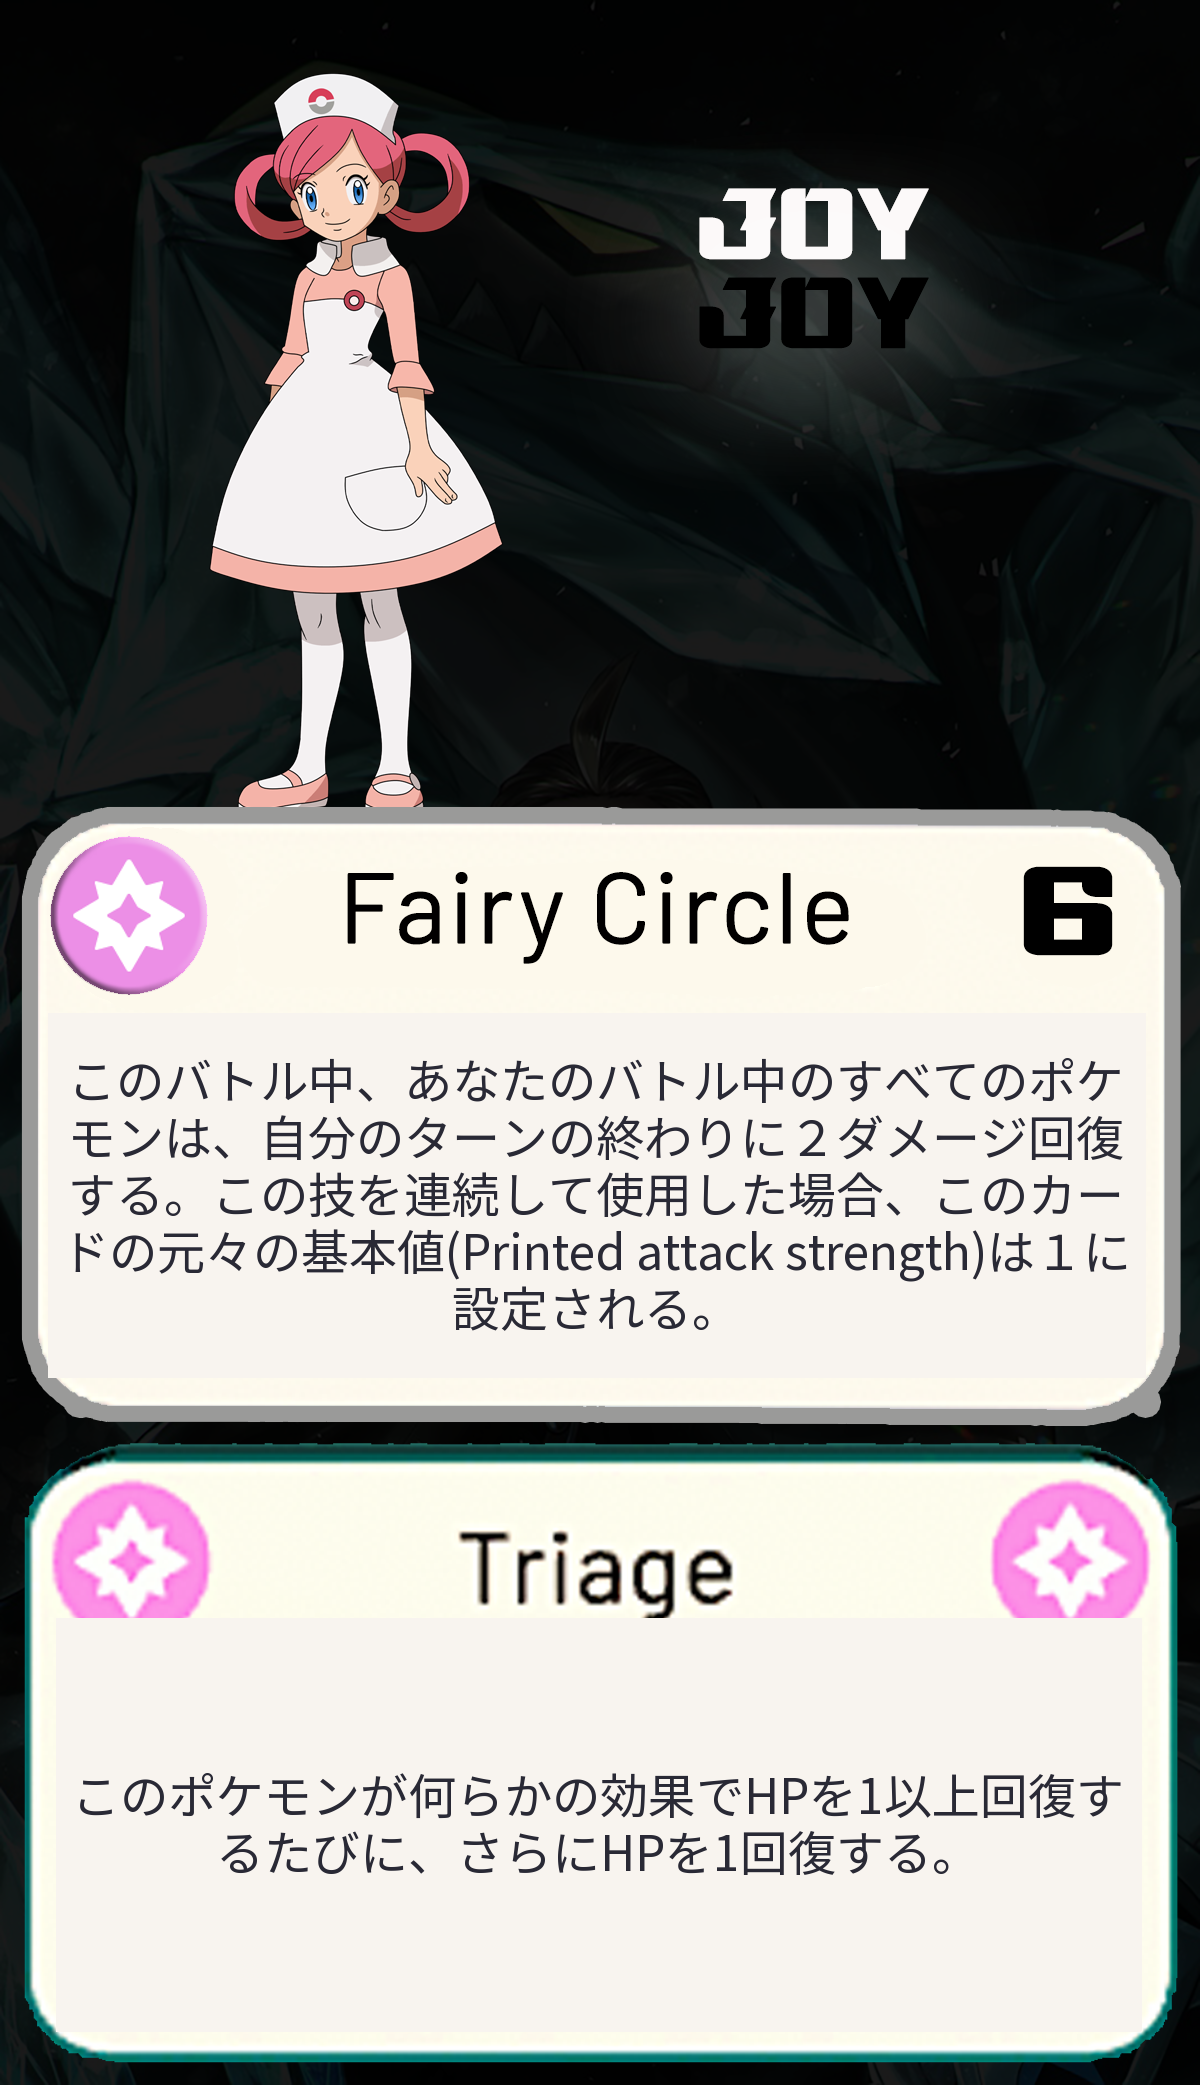 JOY
JOY
Fairy Circle
6
このバトル中、あなたのバトル中のすべてのポケ
モンは、自分のターンの終わりに２ダメージ回復
する。この技を連続して使用した場合、このカー
ドの元々の基本値(Printed attack strength)は１に
設定される。
Triage
このポケモンが何らかの効果でHPを1以上回復す
るたびに、さらにHPを1回復する。